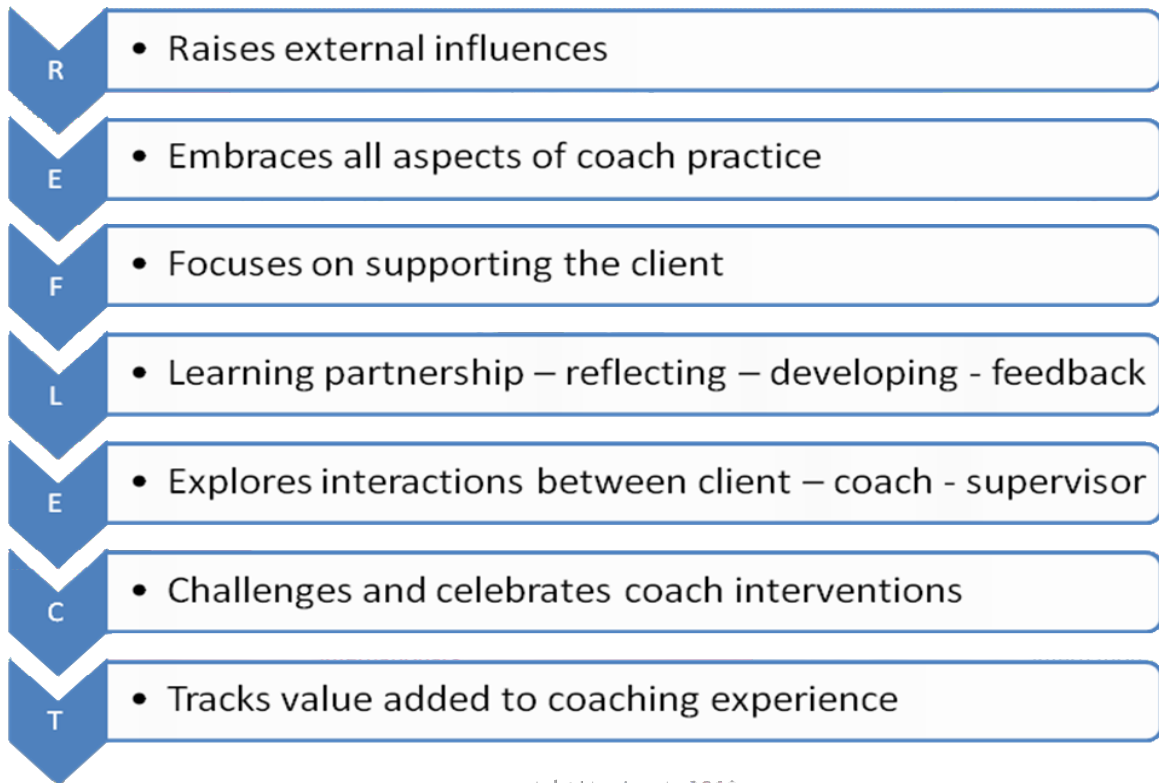 R
• Raises external influences
E
• Embraces all aspects of coach practice
F
• Focuses on supporting the client
L
• Learning partnership – reflecting – developing - feedback
E
• Explores interactions between client – coach - supervisor
C
• Challenges and celebrates coach interventions
T
• Tracks value added to coaching experience